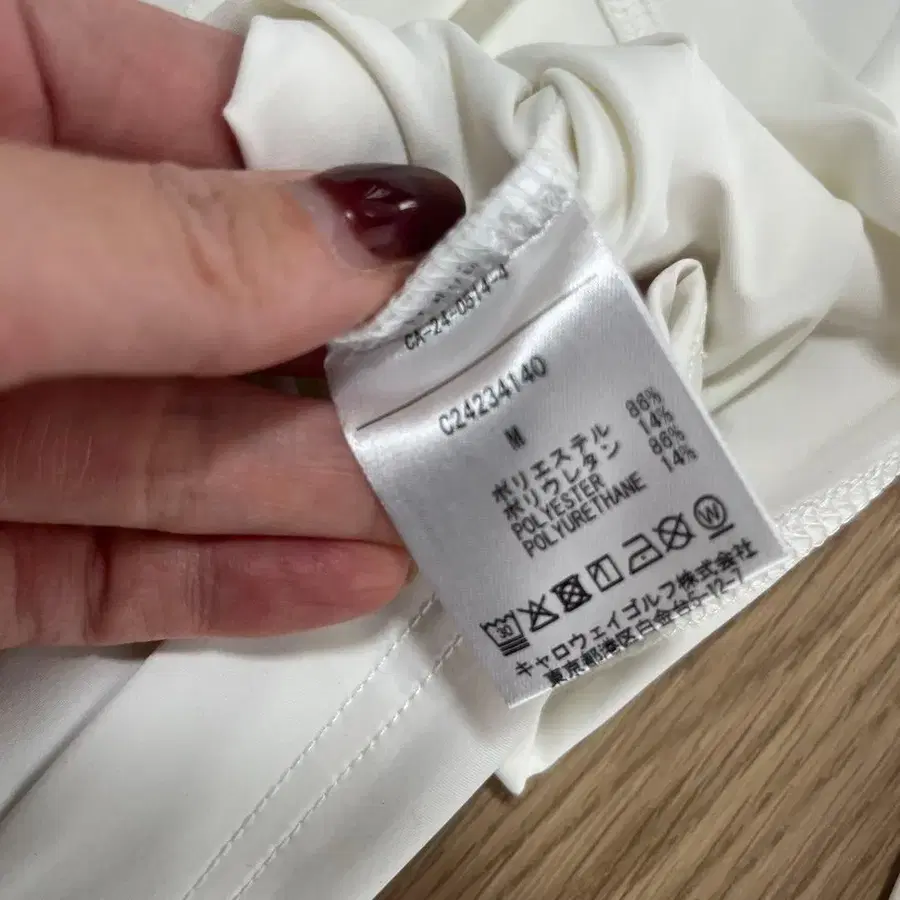 CA-24-0574-J
C24234140
M
ポリエステル 86%
ポリウレタン 14%
POLYESTER 86%
POLYURETHANE 14%
30
W
キャロウェイゴルフ株式会社
東京都港区白金台5-12-7